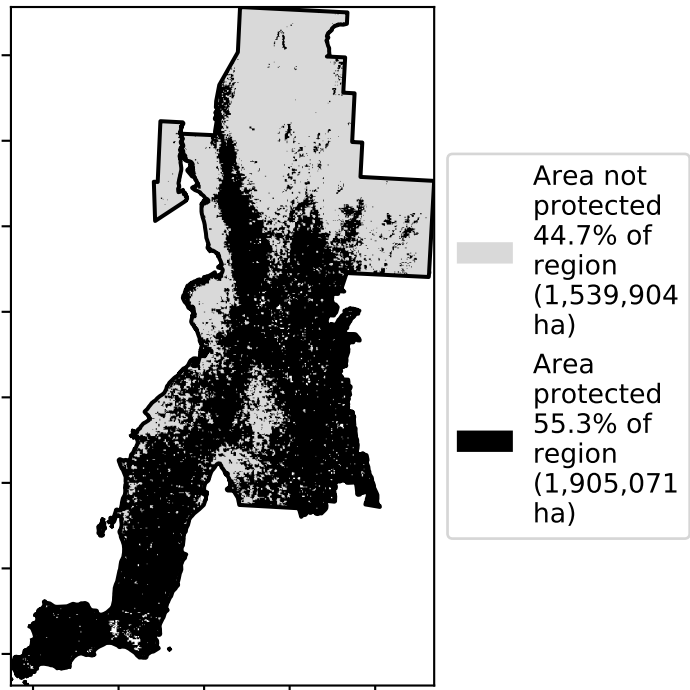 Area not
protected
44.7% of
region
(1,539,904
ha)
Area
protected
55.3% of
region
(1,905,071
ha)